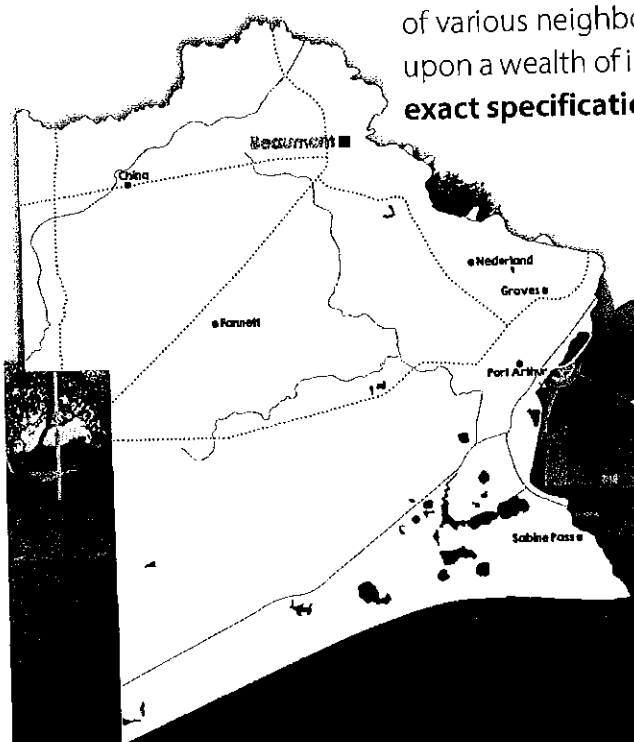 of various neighbo
upon a wealth of i
exact specificatio
Beaumont
China
Nederland
Groves
Fannett
Port Arthur
Sabine Pass